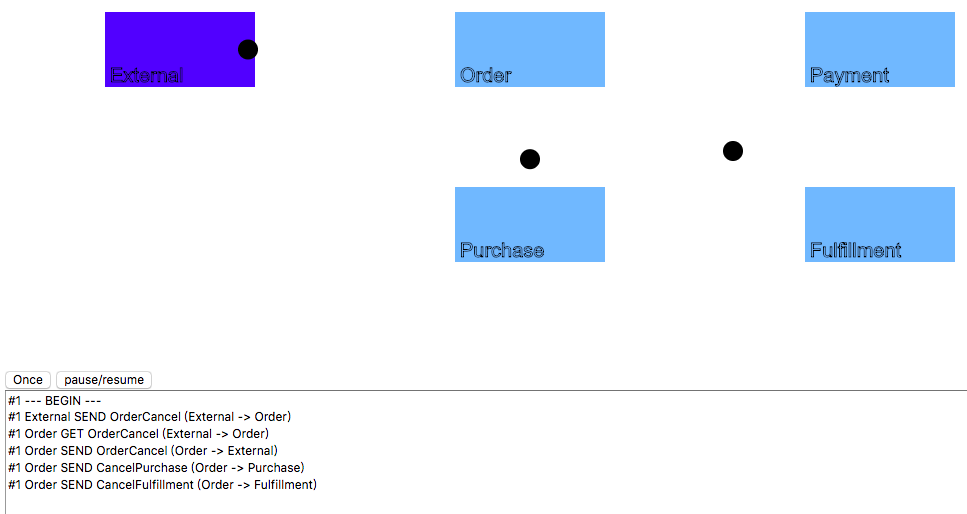 External
Order
Payment
Purchase
Fulfillment
Once
pause/resume
#1 --- BEGIN ---
#1 External SEND OrderCancel (External -> Order)
#1 Order GET OrderCancel (External -> Order)
#1 Order SEND OrderCancel (Order -> External)
#1 Order SEND CancelPurchase (Order -> Purchase)
#1 Order SEND CancelFulfillment (Order -> Fulfillment)